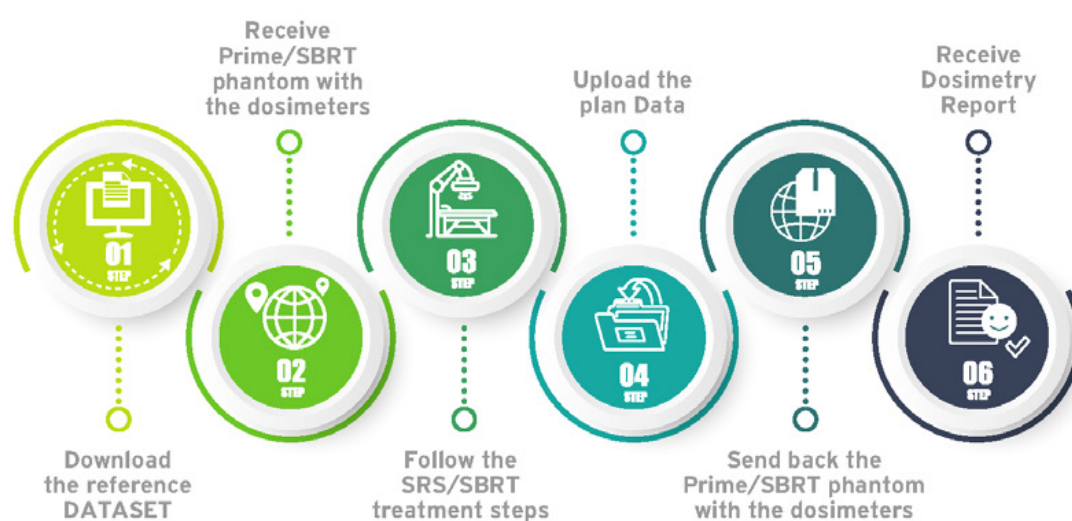 Receive
Prime/SBRT
phantom with
the dosimeters
Upload the
plan Data
Receive
Dosimetry
Report
01
STEP
02
STEP
03
STEP
04
STEP
05
STEP
06
STEP
Download
the reference
DATASET
Follow the
SRS/SBRT
treatment steps
Send back the
Prime/SBRT phantom
with the dosimeters